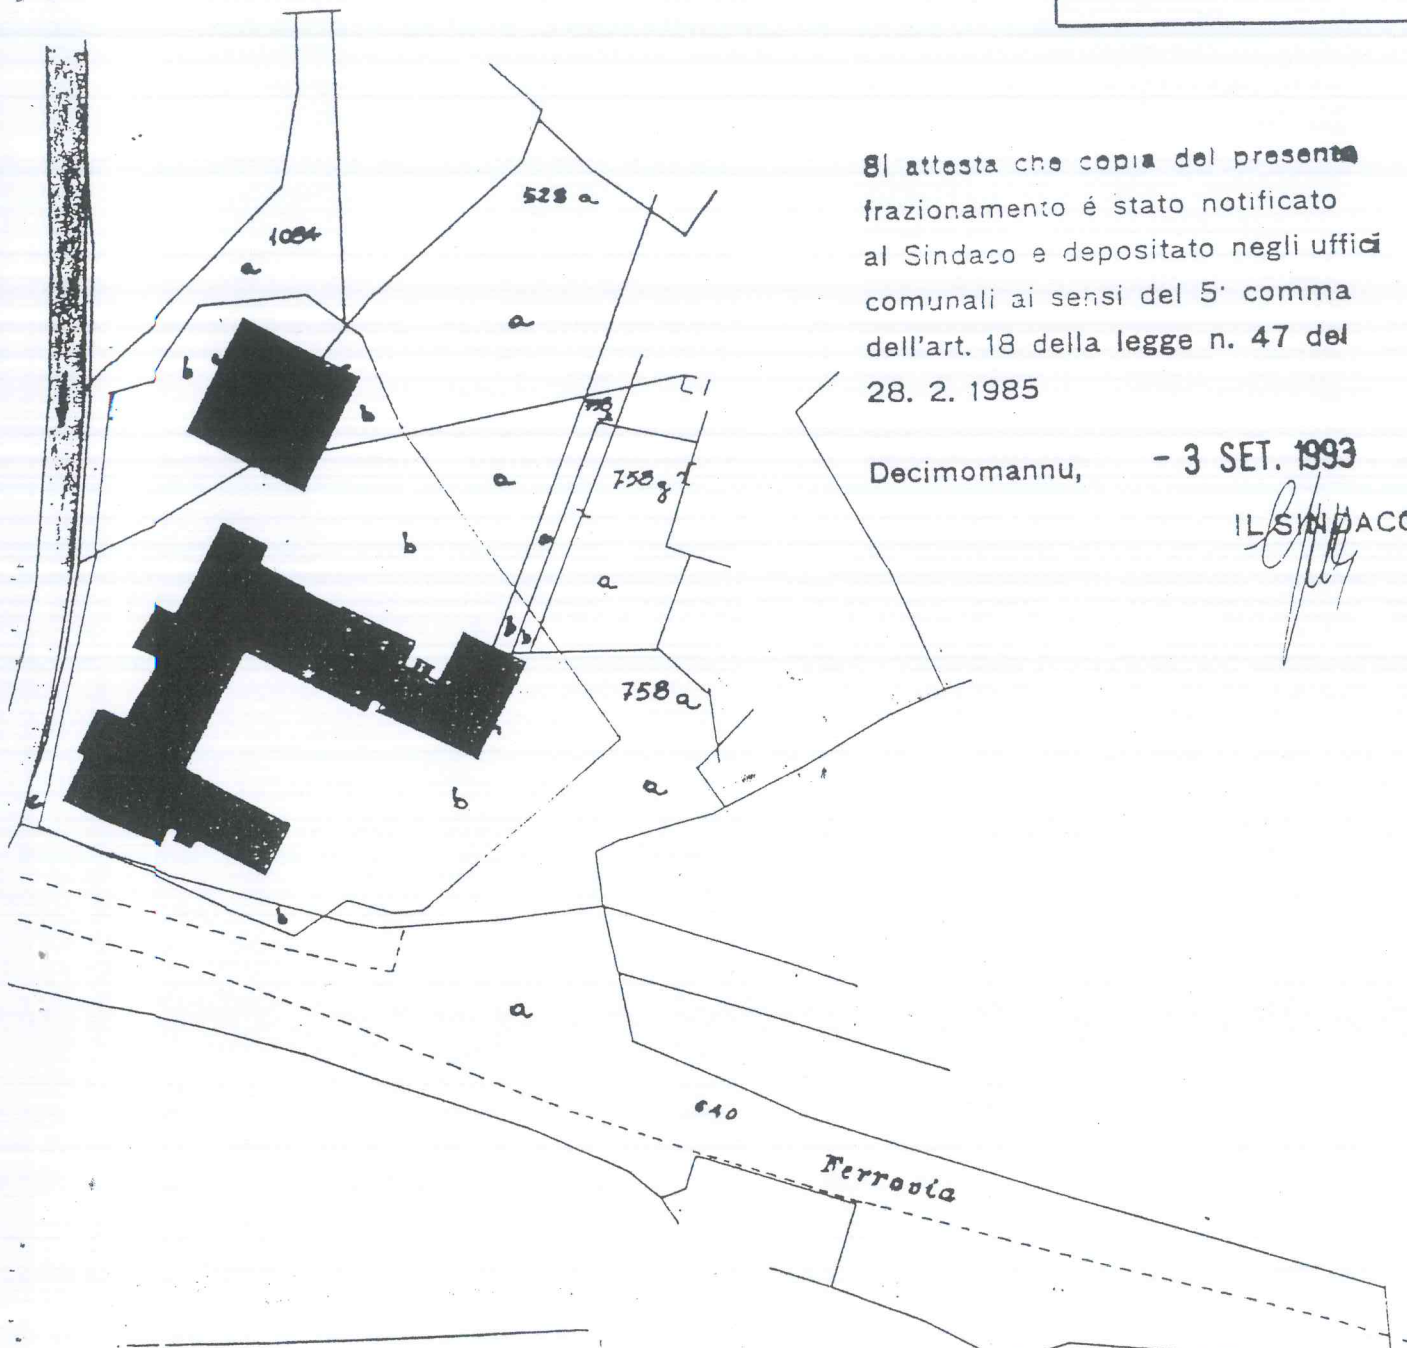 Si attesta che copia del presente
frazionamento é stato notificato
al Sindaco e depositato negli uffici
comunali ai sensi del 5° comma
dell'art. 18 della legge n. 47 del
28. 2. 1985
Decimomannu, - 3 SET. 1993
IL SINDACO
528 a
1084
a
a
b
b
a
758 g
b
a
a
b
b
758 a
a
b
b
a
640
Ferrovia